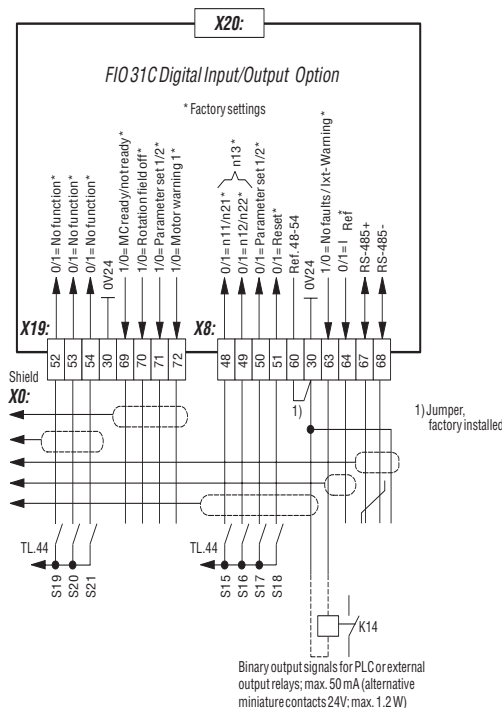 X20:
FIO 31C Digital Input/Output Option
* Factory settings
n13*
0/1= No function*
0/1= No function*
0/1= No function*
0V24
1/0= MC ready/not ready*
1/0= Rotation field off*
1/0= Parameter set 1/2*
1/0= Motor warning 1*
0/1= n11/n21*
0/1= n12/n22*
0/1= Parameter set 1/2*
0/1= Reset*
Ref. 48-54
0V24
1/0= No faults / Ixt- Warning*
0/1= I Ref*
RS-485+
RS-485-
X19:
X8:
52 53 54 30 69 70 71 72
48 49 50 51 60 30 63 64 67 68
Shield
X0:
1)
1) Jumper,
factory installed
TL.44
TL.44
S19 S20 S21
S15 S16 S17 S18
K14
Binary output signals for PLC or external
output relays; max. 50 mA (alternative
miniature contacts 24V; max. 1.2 W)